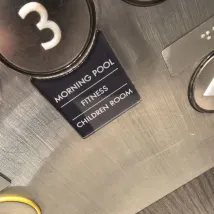 3
MORNING POOL
FITNESS
CHILDREN ROOM